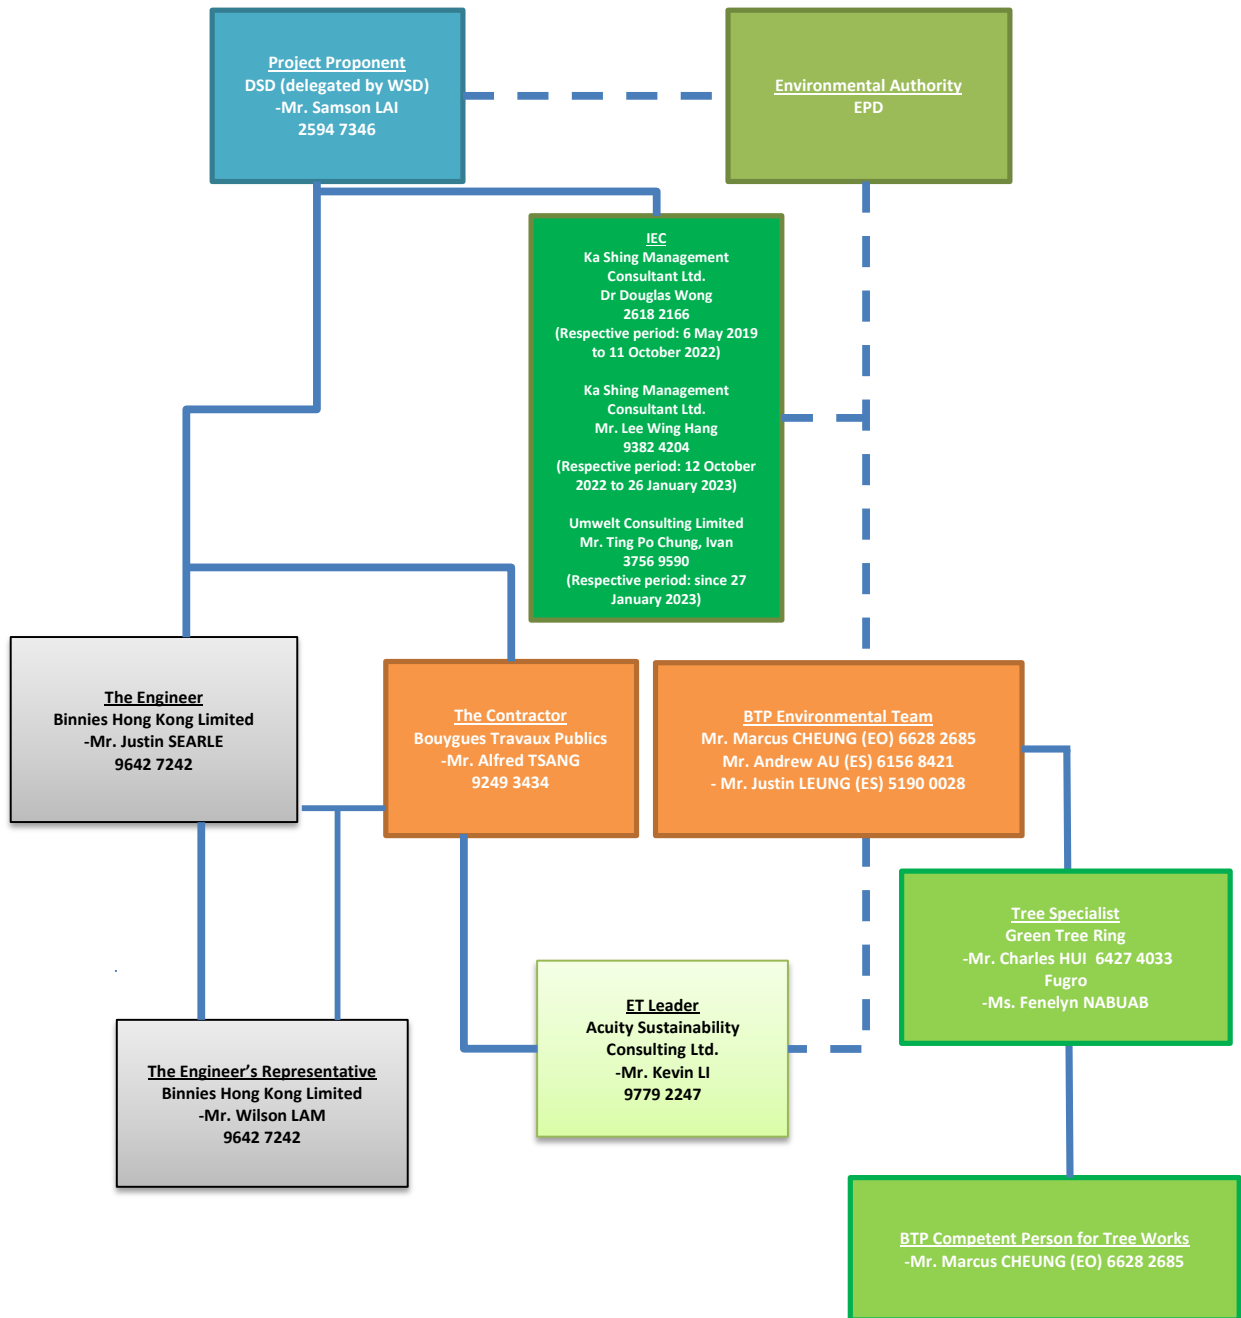 Project Proponent
DSD (delegated by WSD)
-Mr. Samson LAI
2594 7346
Environmental Authority
EPD
IEC
Ka Shing Management
Consultant Ltd.
Dr Douglas Wong
2618 2166
(Respective period: 6 May 2019
to 11 October 2022)
Ka Shing Management
Consultant Ltd.
Mr. Lee Wing Hang
9382 4204
(Respective period: 12 October
2022 to 26 January 2023)
Umwelt Consulting Limited
Mr. Ting Po Chung, Ivan
3756 9590
(Respective period: since 27
January 2023)
The Engineer
Binnies Hong Kong Limited
-Mr. Justin SEARLE
9642 7242
The Contractor
Bouygues Travaux Publics
-Mr. Alfred TSANG
9249 3434
BTP Environmental Team
Mr. Marcus CHEUNG (EO) 6628 2685
Mr. Andrew AU (ES) 6156 8421
- Mr. Justin LEUNG (ES) 5190 0028
Tree Specialist
Green Tree Ring
-Mr. Charles HUI  6427 4033
Fugro
-Ms. Fenelyn NABUAB
ET Leader
Acuity Sustainability
Consulting Ltd.
-Mr. Kevin LI
9779 2247
The Engineer’s Representative
Binnies Hong Kong Limited
-Mr. Wilson LAM
9642 7242
BTP Competent Person for Tree Works
-Mr. Marcus CHEUNG (EO) 6628 2685